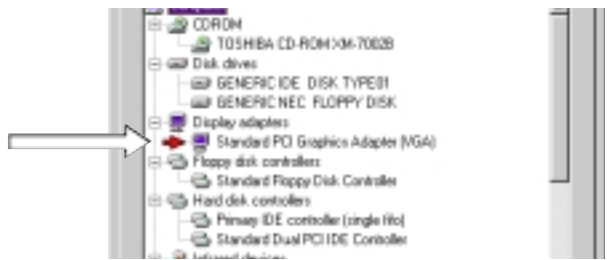 CDROM
TOSHIBA CD-ROM XM-7002B
Disk drives
GENERIC IDE DISK TYPE01
GENERIC NEC FLOPPY DISK
Display adapters
Standard PCI Graphics Adapter (VGA)
Floppy disk controllers
Standard Floppy Disk Controller
Hard disk controllers
Primary IDE controller (single fifo)
Standard Dual PCI IDE Controller
Infrared devices